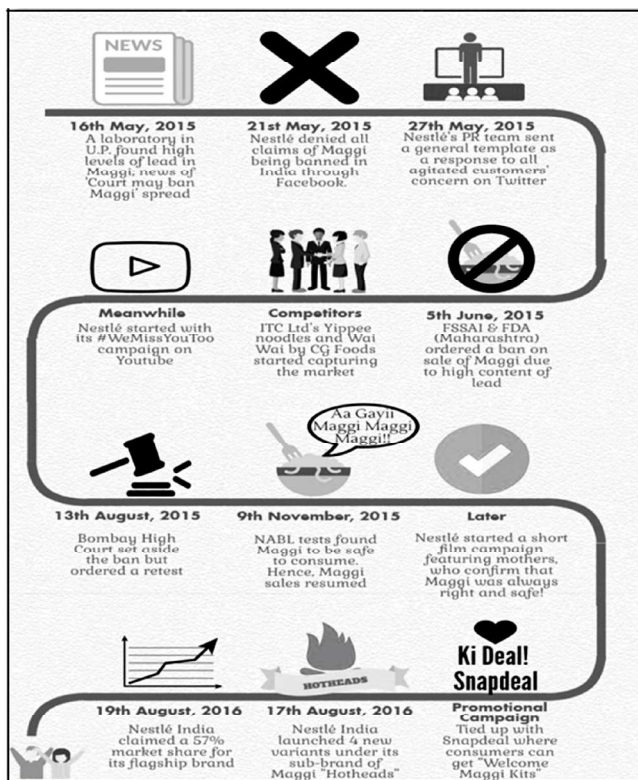 NEWS
16th May, 2015
A laboratory in
U.P. found high
levels of lead in
Maggi, news of
'Court may ban
Maggi' spread
21st May, 2015
Nestlé denied all
claims of Maggi
being banned in
India through
Facebook.
27th May, 2015
Nestlé's PR team sent
a general template as
a response to all
agitated customers'
concern on Twitter
5th June, 2015
FSSAI & FDA
(Maharashtra)
ordered a ban on
sale of Maggi due
to high content of
lead
Competitors
ITC Ltd's Yippee
noodles and Wai
Wai by CG Foods
started capturing
the market
Meanwhile
Nestlé started with
its #WeMissYouToo
campaign on
Youtube
13th August, 2015
Bombay High
Court set aside
the ban but
ordered a retest
Aa Gayii
Maggi Maggi
Maggi!!
9th November, 2015
NABL tests found
Maggi to be safe
to consume.
Hence, Maggi
sales resumed
Later
Nestlé started a short
film campaign
featuring mothers,
who confirm that
Maggi was always
right and safe!
Ki Deal!
Snapdeal
Promotional
Campaign
Tied up with
Snapdeal where
consumers can
get "Welcome
Maggi Kits"
HOTHEADS
17th August, 2016
Nestlé India
launched 4 new
variants under its
sub-brand of
Maggi "Hotheads"
19th August, 2016
Nestlé India
claimed a 57%
market share for
its flagship brand